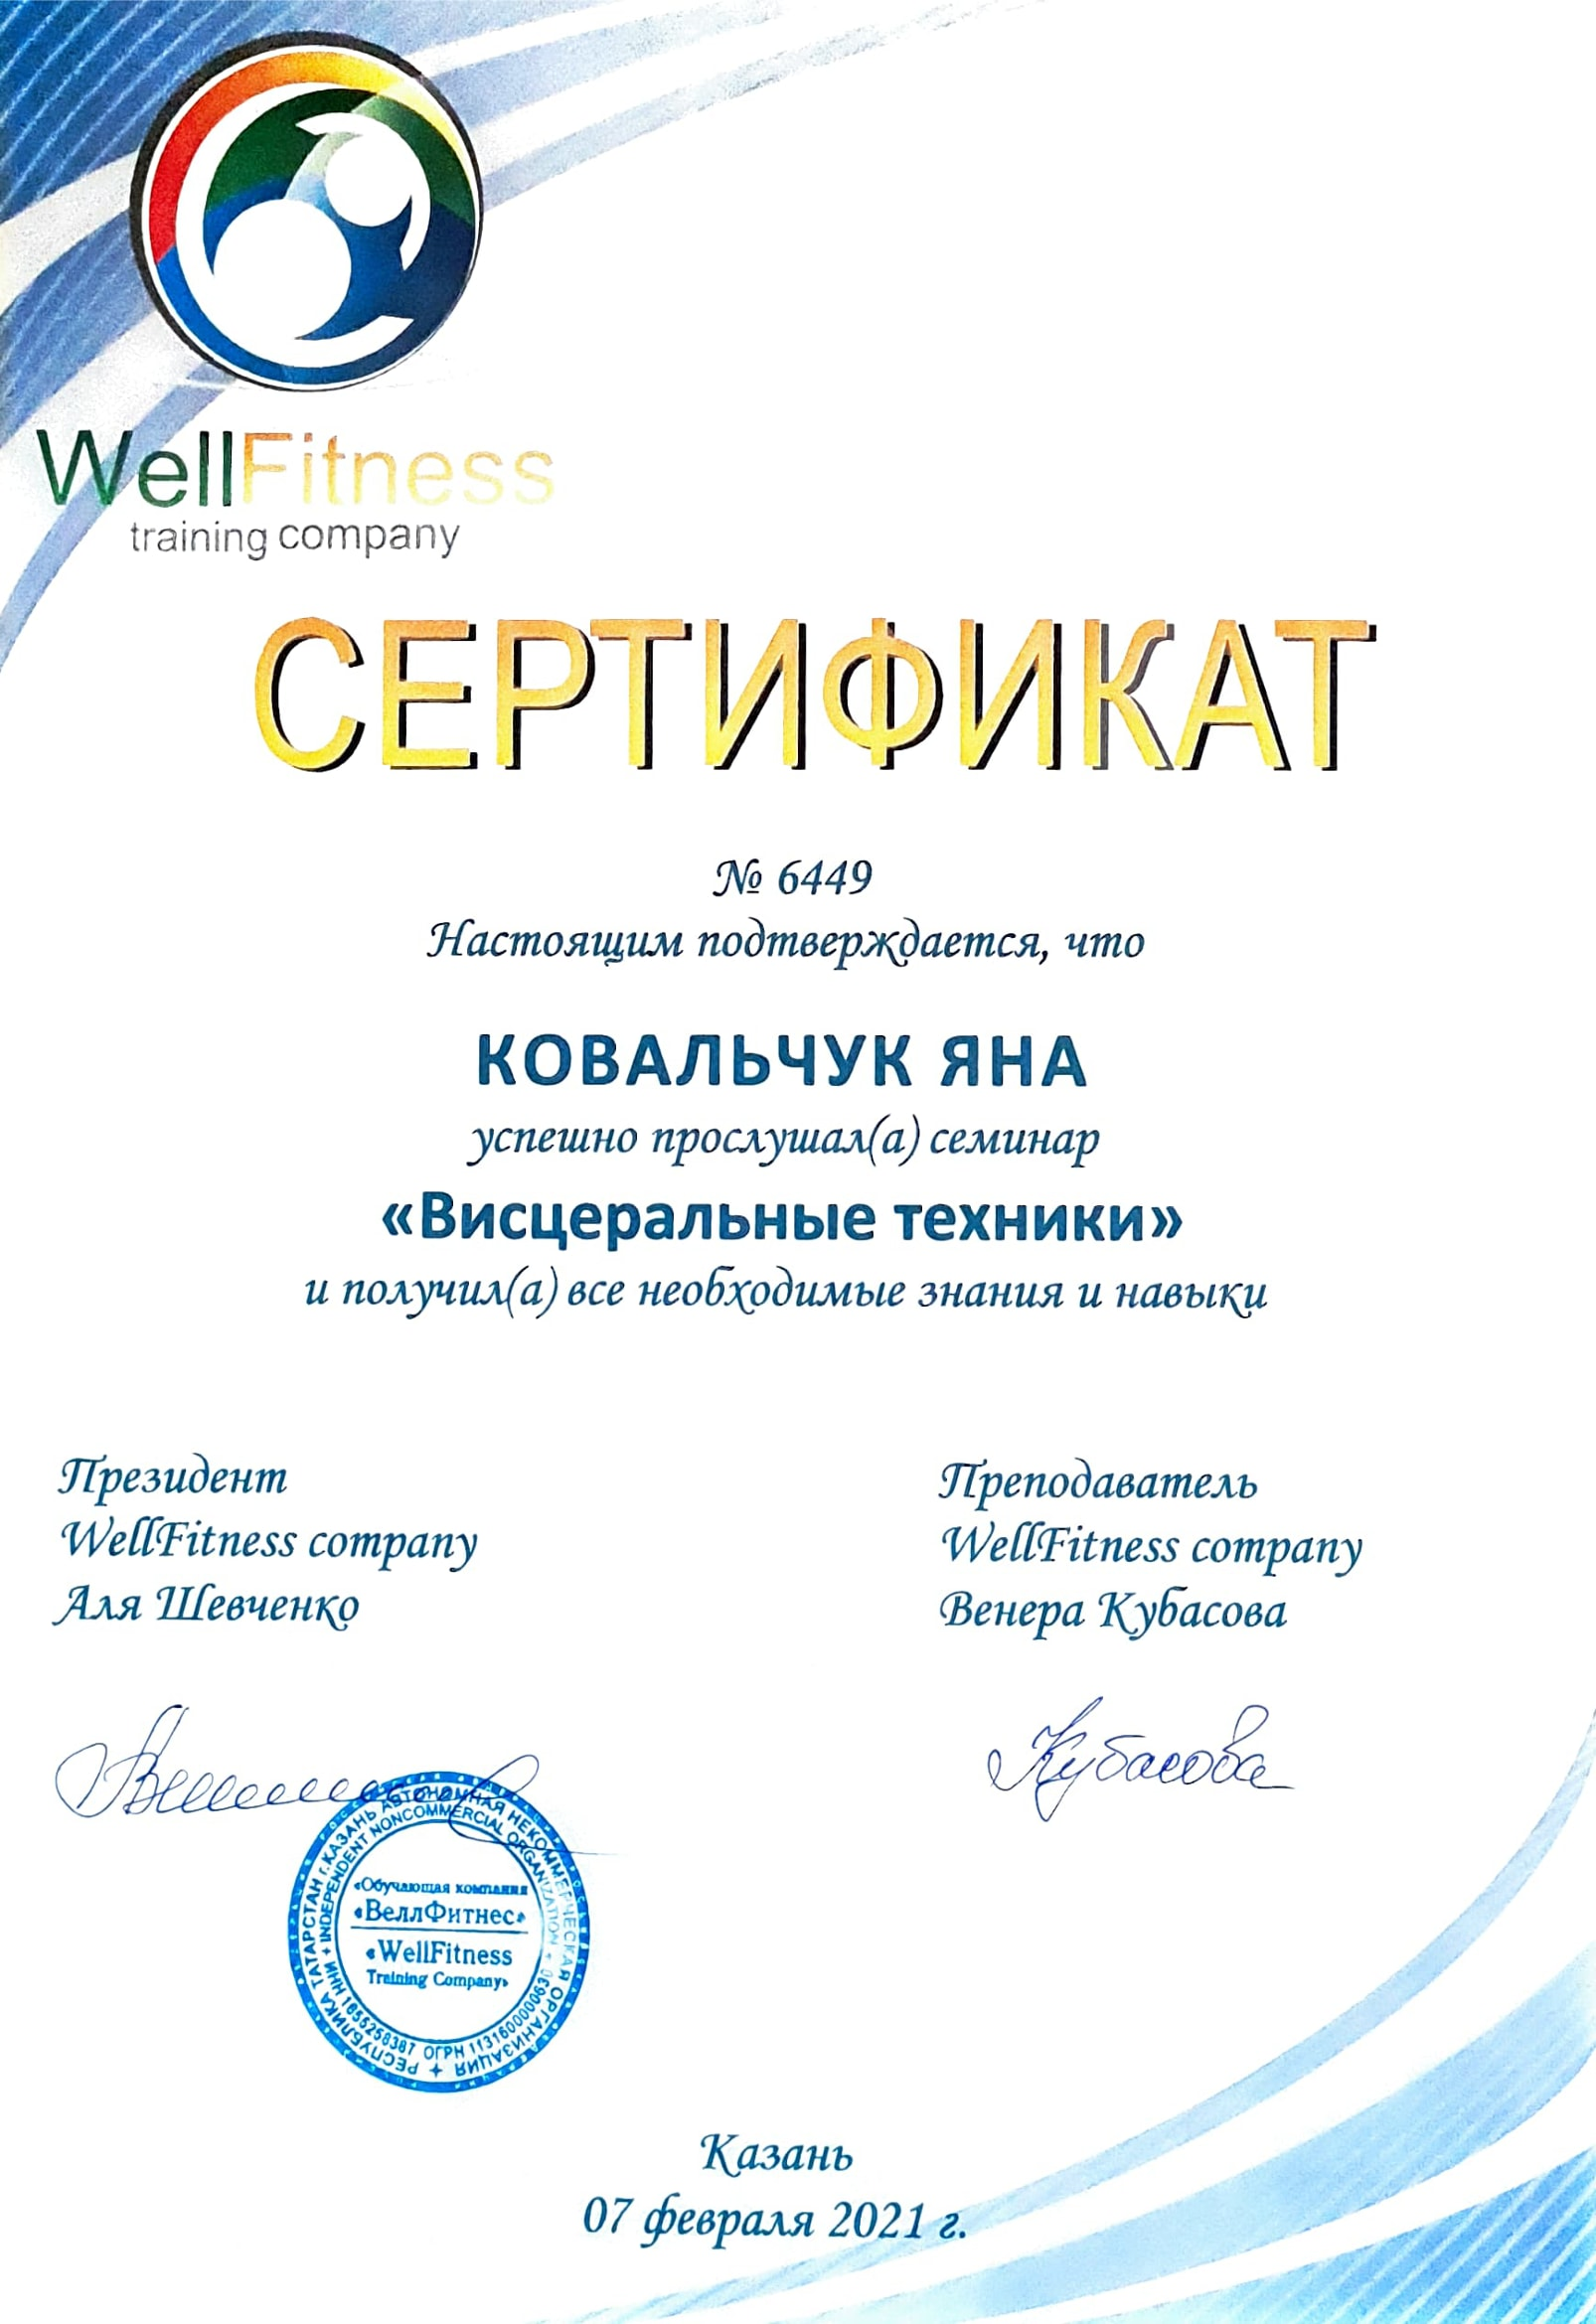 WellFitness
training company
СЕРТИФИКАТ
№ 6449
Настоящим подтверждается, что
КОВАЛЬЧУК ЯНА
успешно прослушал(а) семинар
«Висцеральные техники»
и получил(а) все необходимые знания и навыки
Президент
WellFitness company
Аля Шевченко
Преподаватель
WellFitness company
Венера Кубасова
Кубасова
РЕСПУБЛИКА ТАТАРСТАН г.КАЗАНЬ АВТОНОМНАЯ НЕКОММЕРЧЕСКАЯ ОРГАНИЗАЦИЯ
INDEPENDENT NONCOMMERCIAL ORGANIZATION
ИНН 1656258387 ОГРН 1131600000630
«Обучающая компания
«ВеллФитнес»
«WellFitness
Training Company»
Казань
07 февраля 2021 г.